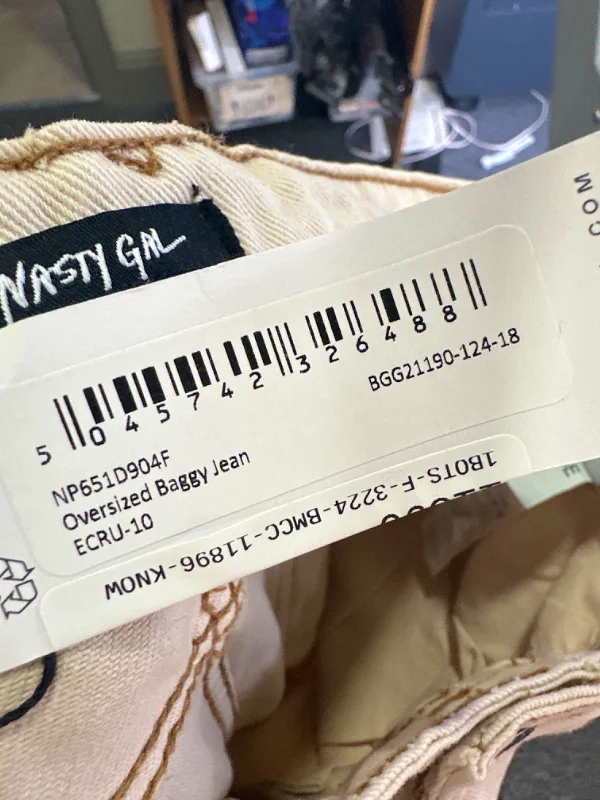 NASTY GAL
5 045742 326488
BGG21190-124-18
NP651D904F
Oversized Baggy Jean
ECRU-10
1BOTS-F-3224-BMCC-11896-KNOW